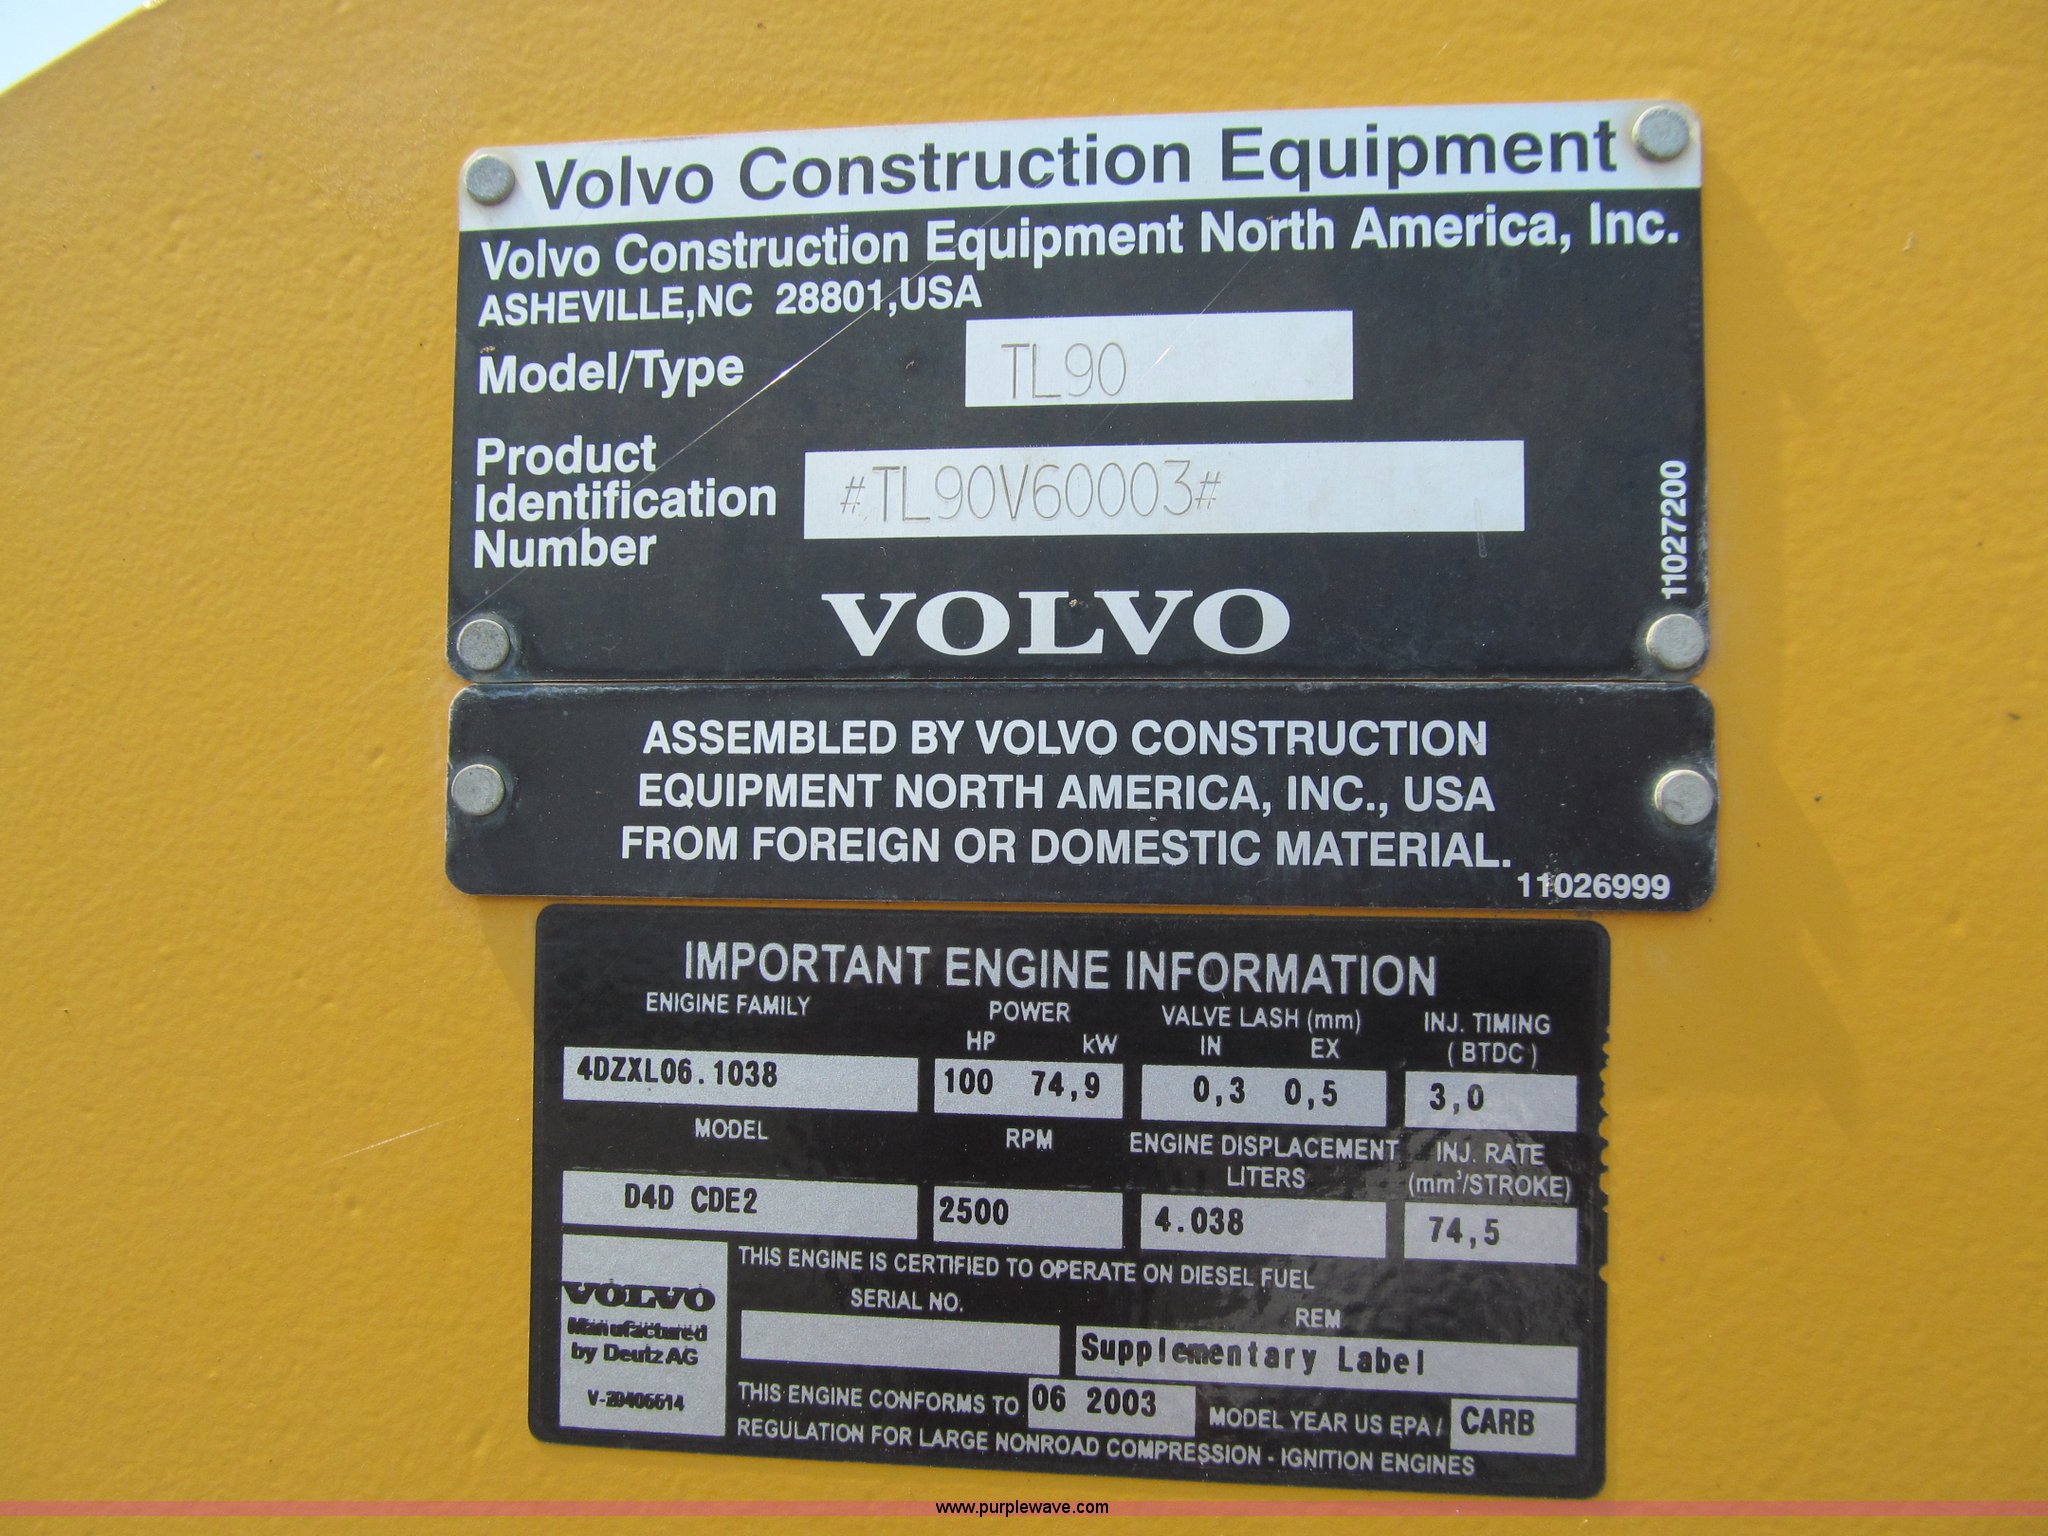 Volvo Construction Equipment
Volvo Construction Equipment North America, Inc.
ASHEVILLE,NC 28801,USA
Model/Type TL90
Product
Identification #TL90V60003#
Number
11027200
VOLVO
ASSEMBLED BY VOLVO CONSTRUCTION
EQUIPMENT NORTH AMERICA, INC., USA
FROM FOREIGN OR DOMESTIC MATERIAL.
11026999
IMPORTANT ENGINE INFORMATION
ENIGINE FAMILY POWER VALVE LASH (mm) INJ. TIMING
HP kW IN EX (BTDC)
4DZXL06.1038 100 74,9 0,3 0,5 3,0
MODEL RPM ENGINE DISPLACEMENT INJ. RATE
LITERS (mm³/STROKE)
D4D CDE2 2500 4.038 74,5
THIS ENGINE IS CERTIFIED TO OPERATE ON DIESEL FUEL
SERIAL NO. REM
VOLVO
Manufactured
by Deutz AG
Supplementary Label
THIS ENGINE CONFORMS TO 06 2003 MODEL YEAR US EPA/ CARB
REGULATION FOR LARGE NONROAD COMPRESSION - IGNITION ENGINES
www.purplewave.com